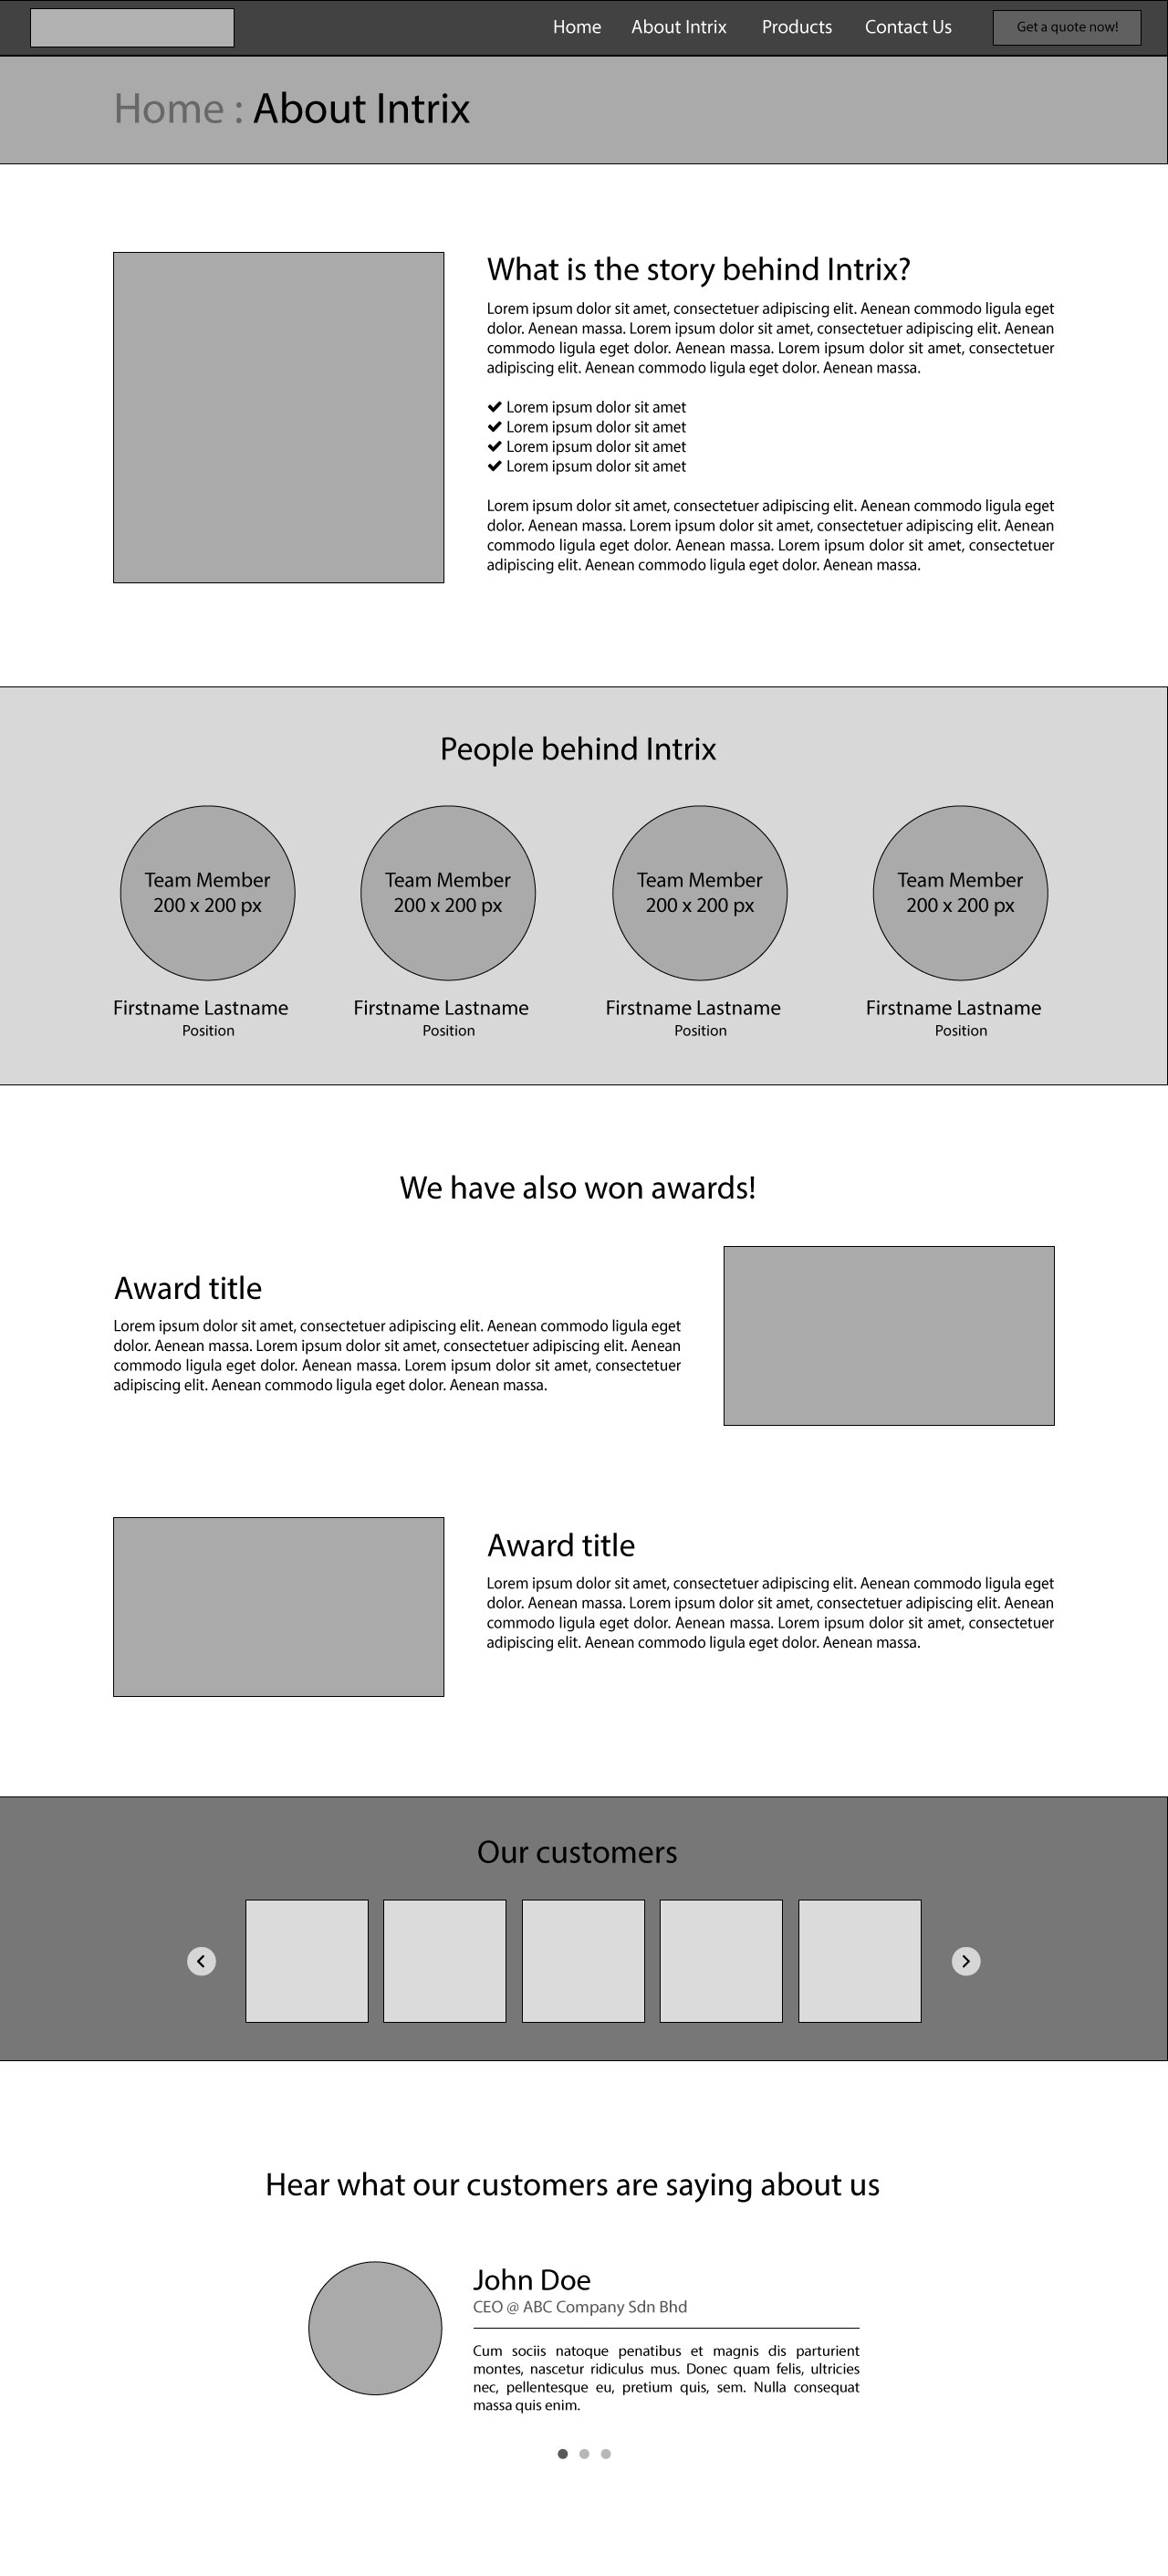 Home About Intrix Products Contact Us Get a quote now!
Home : About Intrix
What is the story behind Intrix?
Lorem ipsum dolor sit amet, consectetuer adipiscing elit. Aenean commodo ligula eget
dolor. Aenean massa. Lorem ipsum dolor sit amet, consectetuer adipiscing elit. Aenean
commodo ligula eget dolor. Aenean massa. Lorem ipsum dolor sit amet, consectetuer
adipiscing elit. Aenean commodo ligula eget dolor. Aenean massa.
✔ Lorem ipsum dolor sit amet
✔ Lorem ipsum dolor sit amet
✔ Lorem ipsum dolor sit amet
✔ Lorem ipsum dolor sit amet
Lorem ipsum dolor sit amet, consectetuer adipiscing elit. Aenean commodo ligula eget
dolor. Aenean massa. Lorem ipsum dolor sit amet, consectetuer adipiscing elit. Aenean
commodo ligula eget dolor. Aenean massa. Lorem ipsum dolor sit amet, consectetuer
adipiscing elit. Aenean commodo ligula eget dolor. Aenean massa.
People behind Intrix
Team Member
200 x 200 px
Firstname Lastname
Position
Team Member
200 x 200 px
Firstname Lastname
Position
Team Member
200 x 200 px
Firstname Lastname
Position
Team Member
200 x 200 px
Firstname Lastname
Position
We have also won awards!
Award title
Lorem ipsum dolor sit amet, consectetuer adipiscing elit. Aenean commodo ligula eget
dolor. Aenean massa. Lorem ipsum dolor sit amet, consectetuer adipiscing elit. Aenean
commodo ligula eget dolor. Aenean massa. Lorem ipsum dolor sit amet, consectetuer
adipiscing elit. Aenean commodo ligula eget dolor. Aenean massa.
Award title
Lorem ipsum dolor sit amet, consectetuer adipiscing elit. Aenean commodo ligula eget
dolor. Aenean massa. Lorem ipsum dolor sit amet, consectetuer adipiscing elit. Aenean
commodo ligula eget dolor. Aenean massa. Lorem ipsum dolor sit amet, consectetuer
adipiscing elit. Aenean commodo ligula eget dolor. Aenean massa.
Our customers
Hear what our customers are saying about us
John Doe
CEO @ ABC Company Sdn Bhd
Cum sociis natoque penatibus et magnis dis parturient
montes, nascetur ridiculus mus. Donec quam felis, ultricies
nec, pellentesque eu, pretium quis, sem. Nulla consequat
massa quis enim.